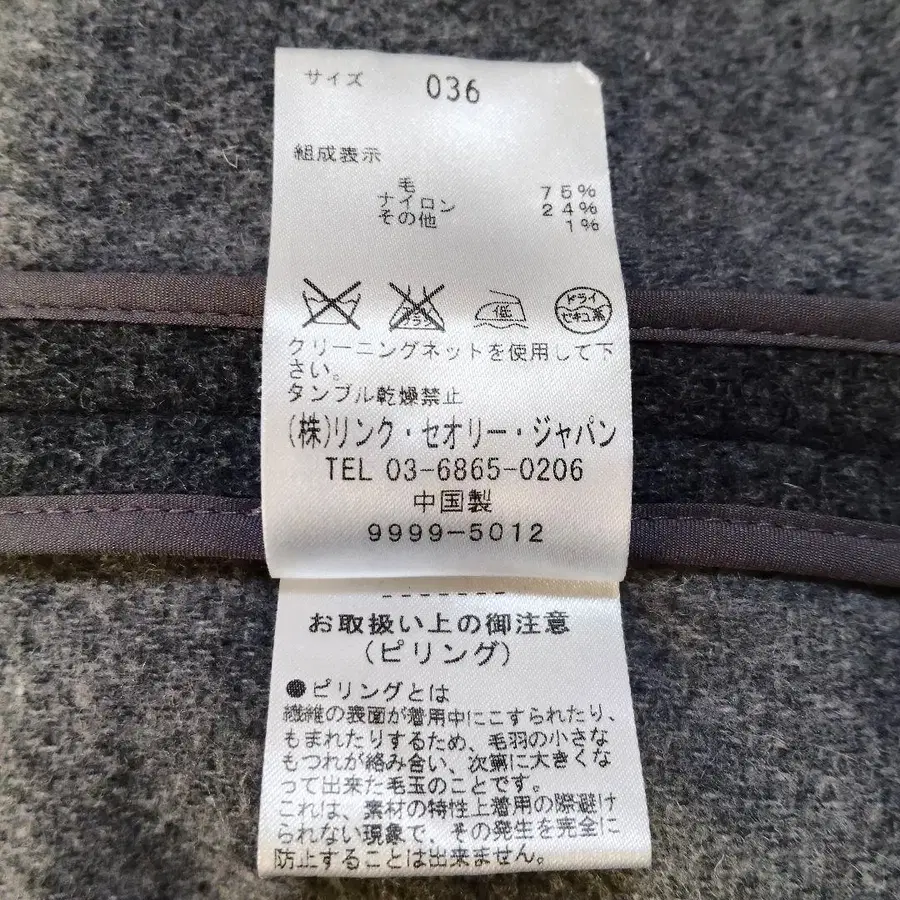 サイズ 036
組成表示
毛 75%
ナイロン 24%
その他 1%
低 ドライ
セキユ系
クリーニングネットを使用して下
さい。
タンブル乾燥禁止
(株)リンク・セオリー・ジャパン
TEL 03-6865-0206
中国製
9999-5012
お取扱い上の御注意
(ピリング)
●ピリングとは
繊維の表面が着用中にこすられたり、
もまれたりするため、毛羽の小さな
もつれが絡み合い、次第に大きくな
って出来た毛玉のことです。
これは、素材の特性上着用の際避け
られない現象で、その発生を完全に
防止することは出来ません。